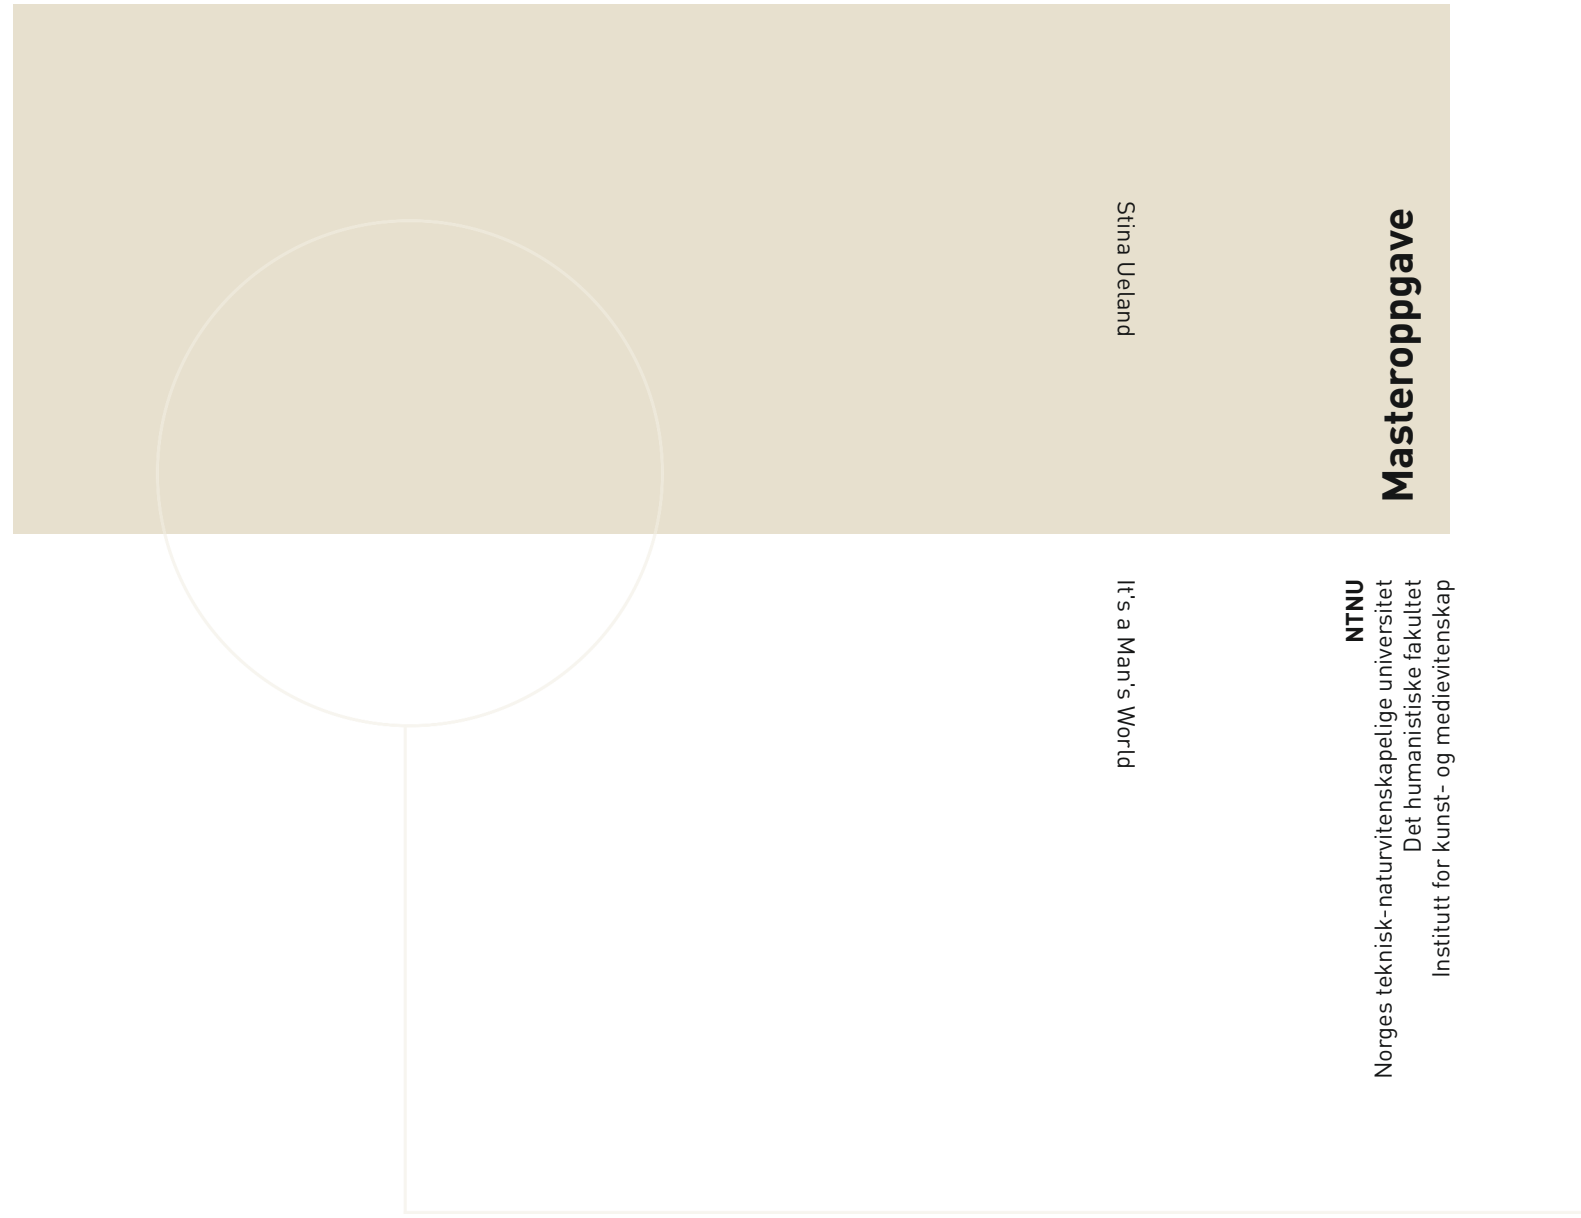 Stina Ueland
It's a Man's World
Masteroppgave
NTNU
Norges teknisk-naturvitenskapelige universitet
Det humanistiske fakultet
Institutt for kunst- og medievitenskap